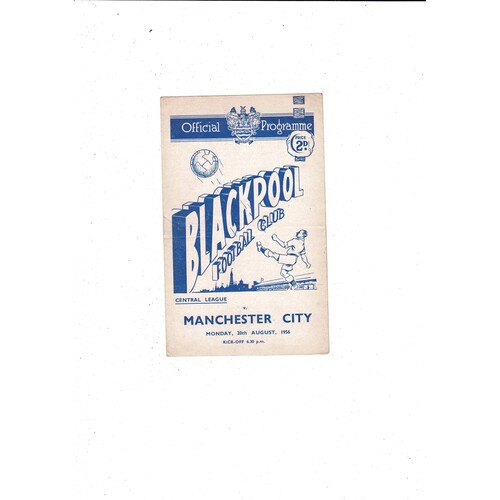 Official Programme
PRICE
2D.
BLACKPOOL
FOOTBALL CLUB
CENTRAL LEAGUE
v.
MANCHESTER CITY
MONDAY, 20th AUGUST, 1956
KICK-OFF 6.30 p.m.